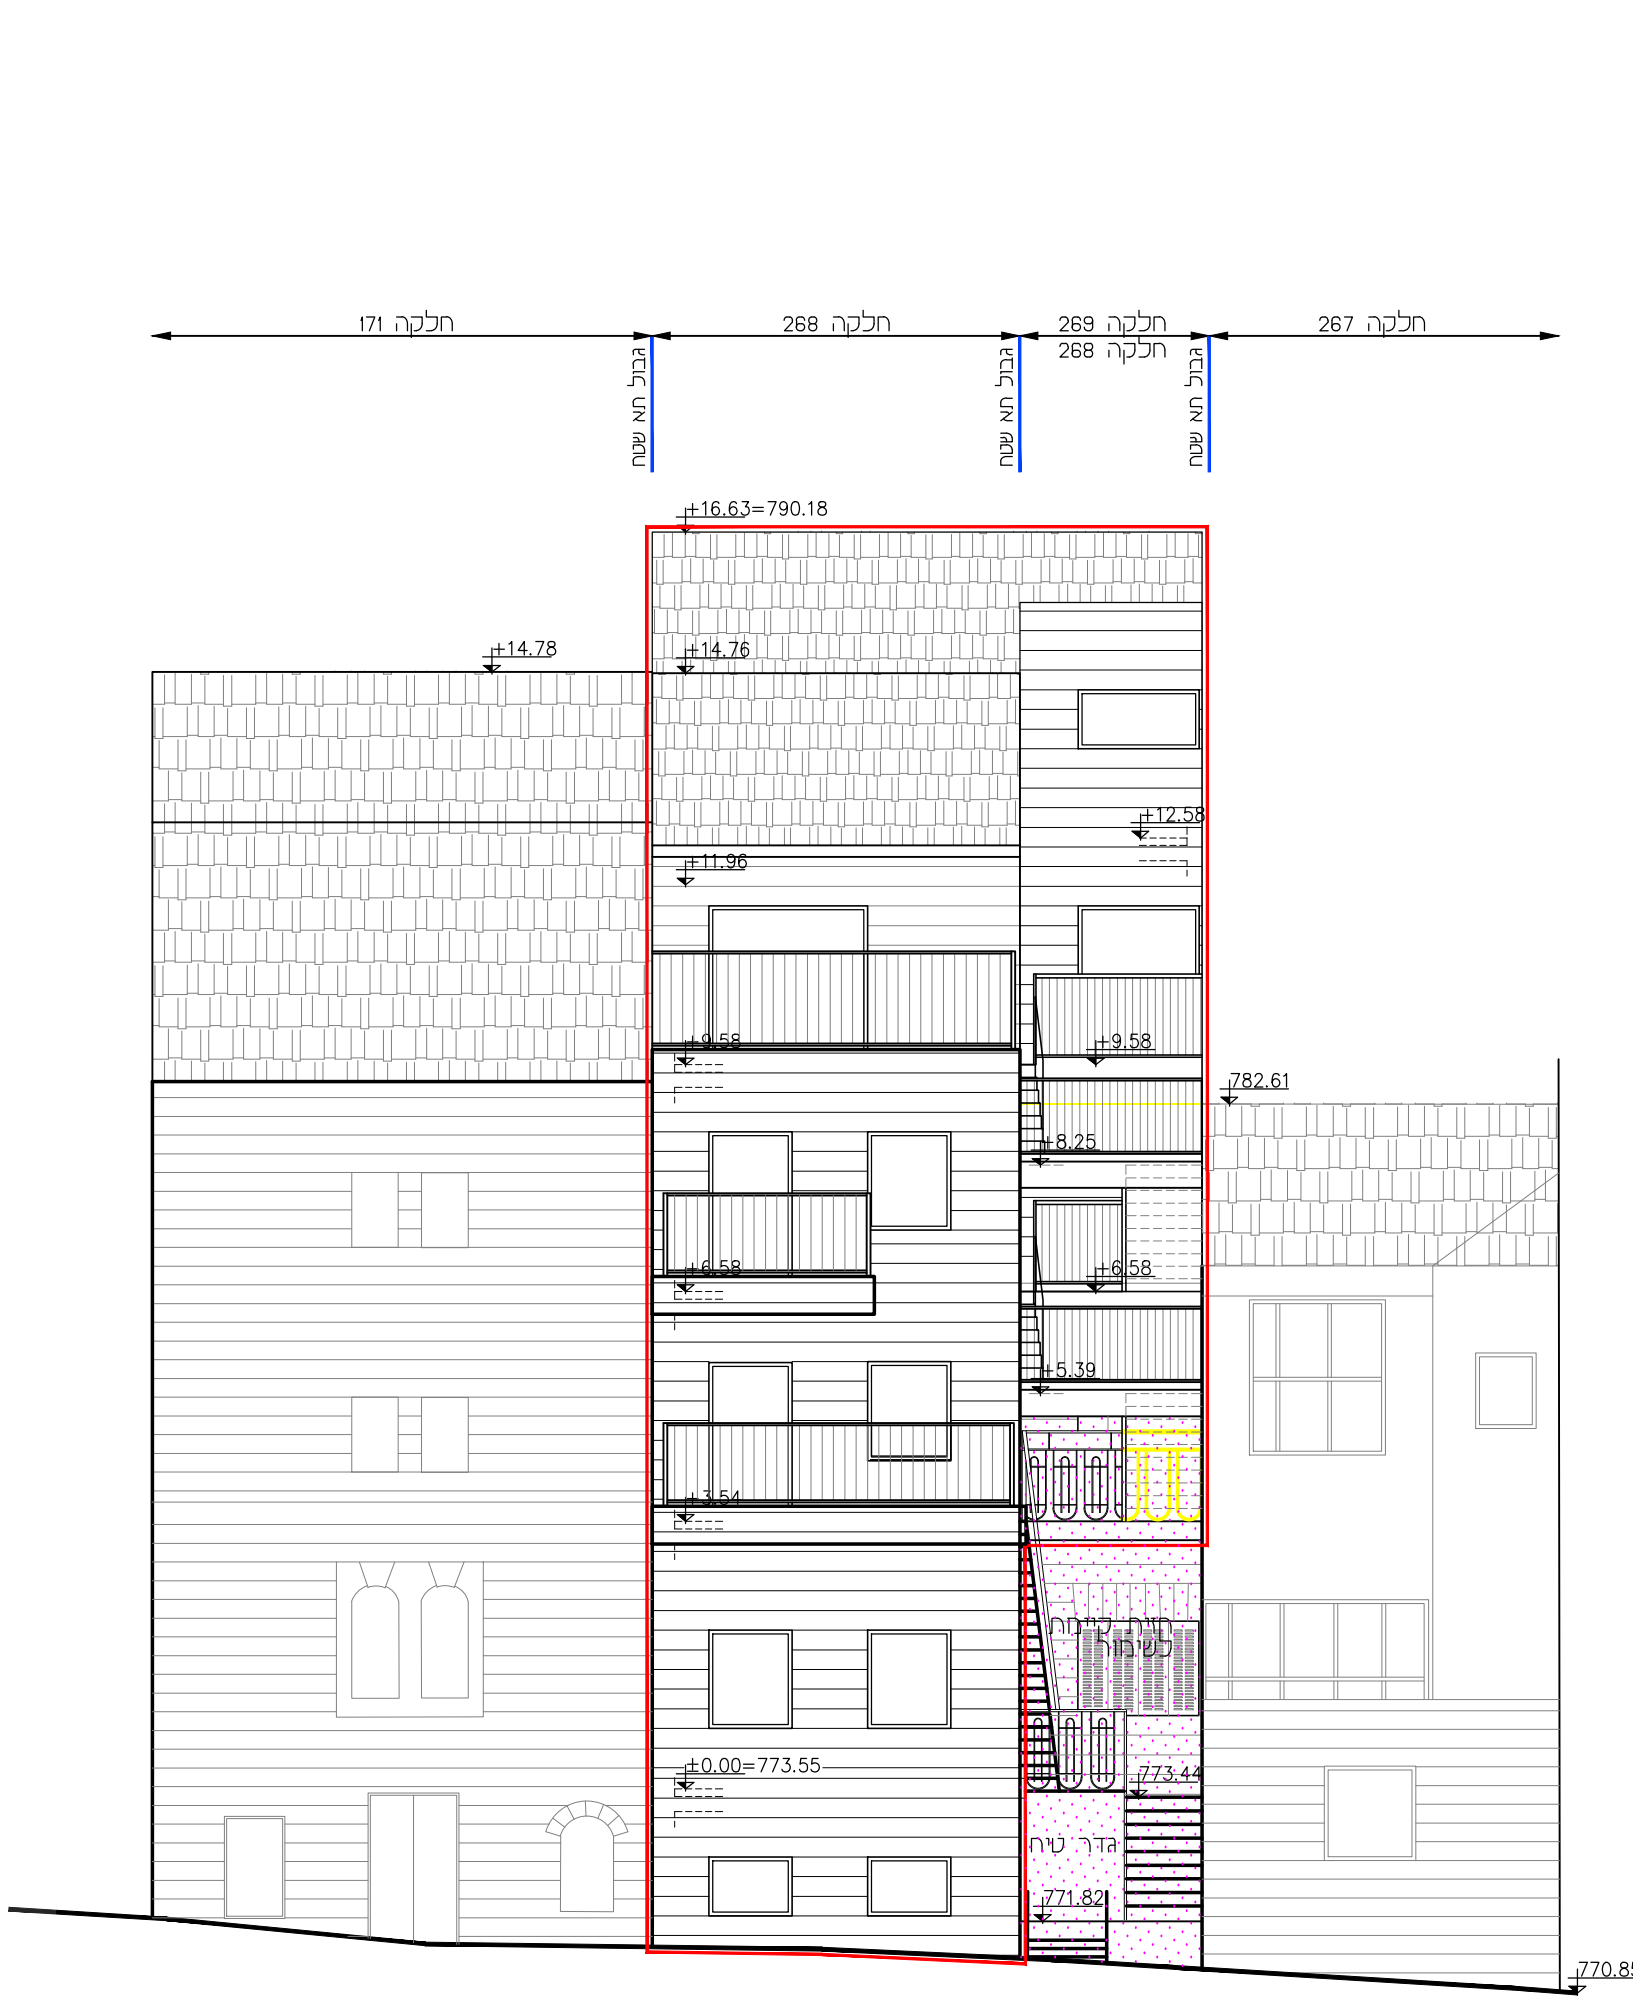 חלקה 171
חלקה 268
חלקה 269
חלקה 268
חלקה 267
גבול תא שטח
גבול תא שטח
גבול תא שטח
+16.63=790.18
+14.78
+14.76
+12.58
+11.96
+9.58
+9.58
782.61
+8.25
+6.58
+6.58
+5.39
+3.54
חזית קיימת
לשימור
±0.00=773.55
773.44
גדר טיח
771.82
770.85